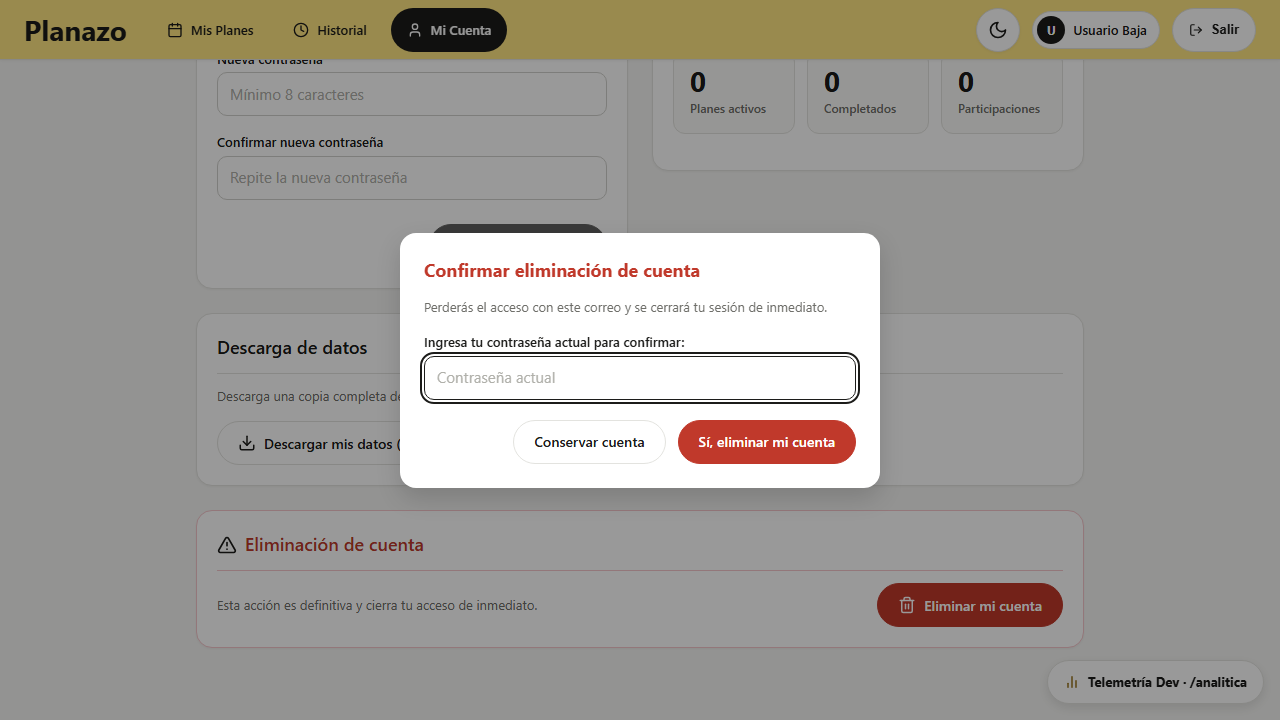 Planazo
Mis Planes
Historial
Mi Cuenta
U
Usuario Baja
Salir
Nueva contraseña
Mínimo 8 caracteres
Confirmar nueva contraseña
Repite la nueva contraseña
0
Planes activos
0
Completados
0
Participaciones
Confirmar eliminación de cuenta
Perderás el acceso con este correo y se cerrará tu sesión de inmediato.
Ingresa tu contraseña actual para confirmar:
Contraseña actual
Conservar cuenta
Sí, eliminar mi cuenta
Descarga de datos
Descarga una copia completa
Descargar mis datos (
Eliminación de cuenta
Esta acción es definitiva y cierra tu acceso de inmediato.
Eliminar mi cuenta
Telemetría Dev · /analitica